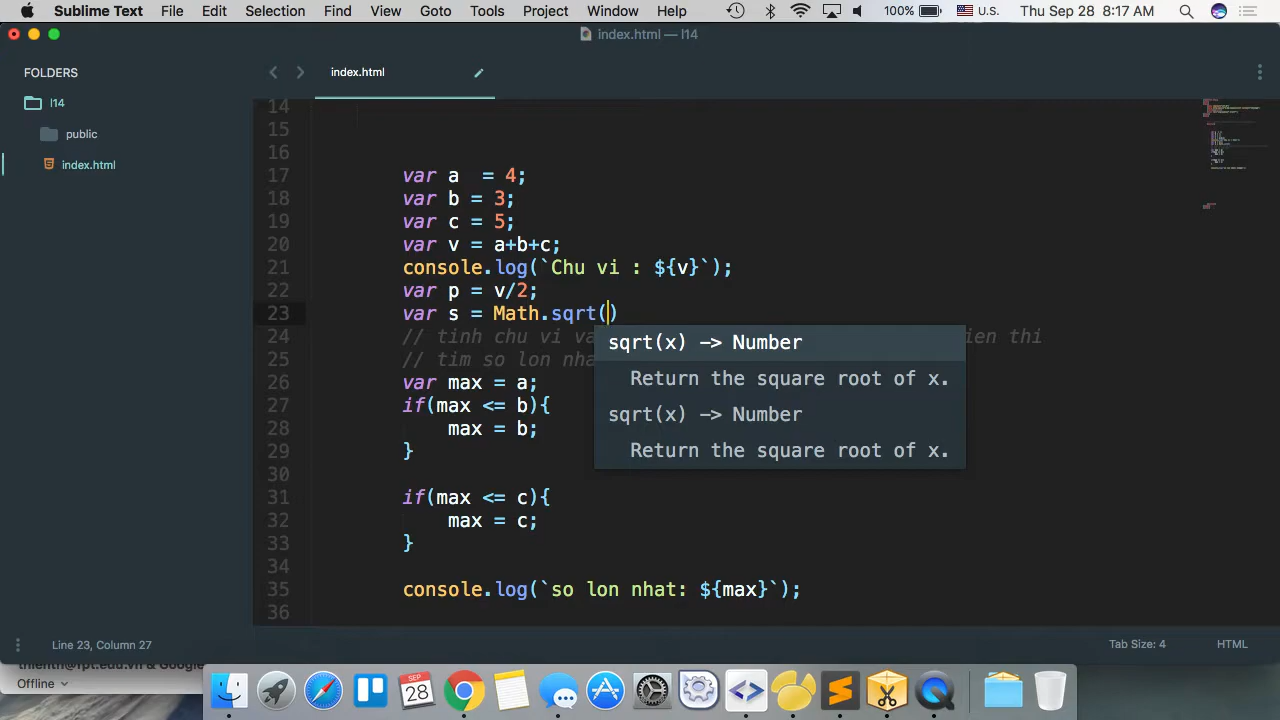 Sublime Text File Edit Selection Find View Goto Tools Project Window Help 100% U.S. Thu Sep 28 8:17 AM
index.html — l14
FOLDERS
l14
public
index.html
index.html
14
15
16
17 var a  = 4;
18 var b = 3;
19 var c = 5;
20 var v = a+b+c;
21 console.log(`Chu vi : ${v}`);
22 var p = v/2;
23 var s = Math.sqrt()
24 // tinh chu vi va ien thi
25 // tim so lon nha
26 var max = a;
27 if(max <= b){
28 max = b;
29 }
30
31 if(max <= c){
32 max = c;
33 }
34
35 console.log(`so lon nhat: ${max}`);
36
sqrt(x) -> Number
Return the square root of x.
sqrt(x) -> Number
Return the square root of x.
Line 23, Column 27
Tab Size: 4
HTML
& Google
Offline
SEP
28